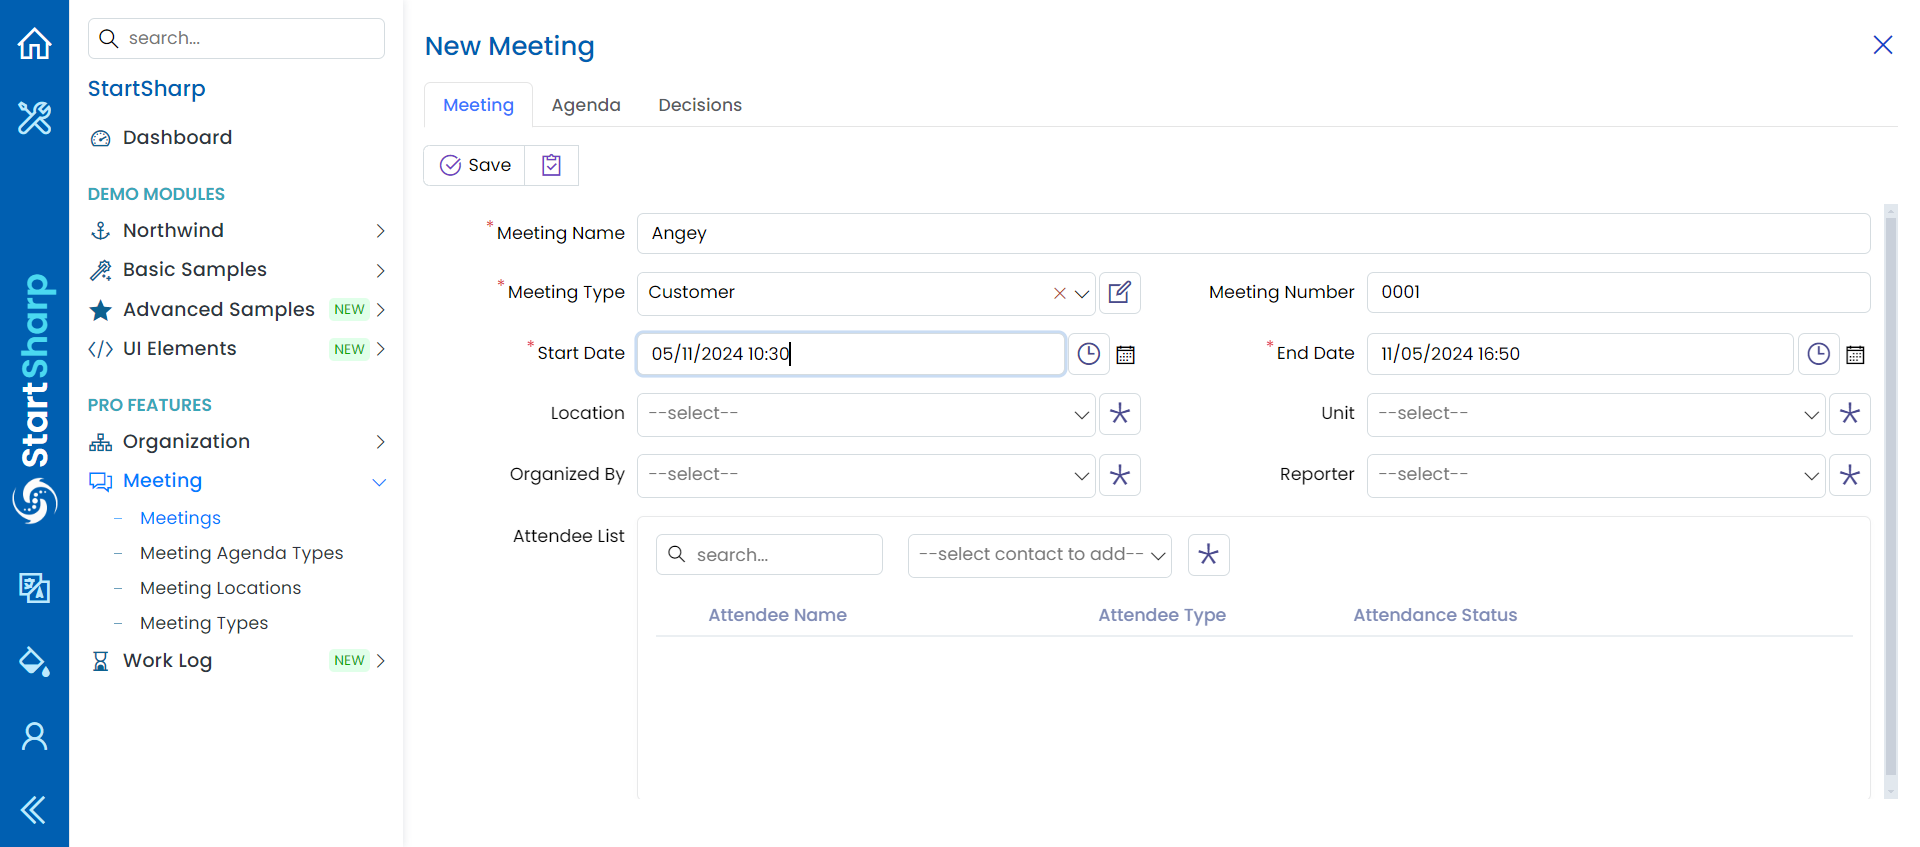 search...
StartSharp
Dashboard
DEMO MODULES
Northwind
Basic Samples
Advanced Samples NEW
UI Elements NEW
PRO FEATURES
Organization
Meeting
Meetings
Meeting Agenda Types
Meeting Locations
Meeting Types
Work Log NEW
StartSharp
New Meeting
Meeting Agenda Decisions
Save
* Meeting Name Angey
* Meeting Type Customer Meeting Number 0001
* Start Date 05/11/2024 10:30 * End Date 11/05/2024 16:50
Location --select-- Unit --select--
Organized By --select-- Reporter --select--
Attendee List search... --select contact to add--
Attendee Name Attendee Type Attendance Status